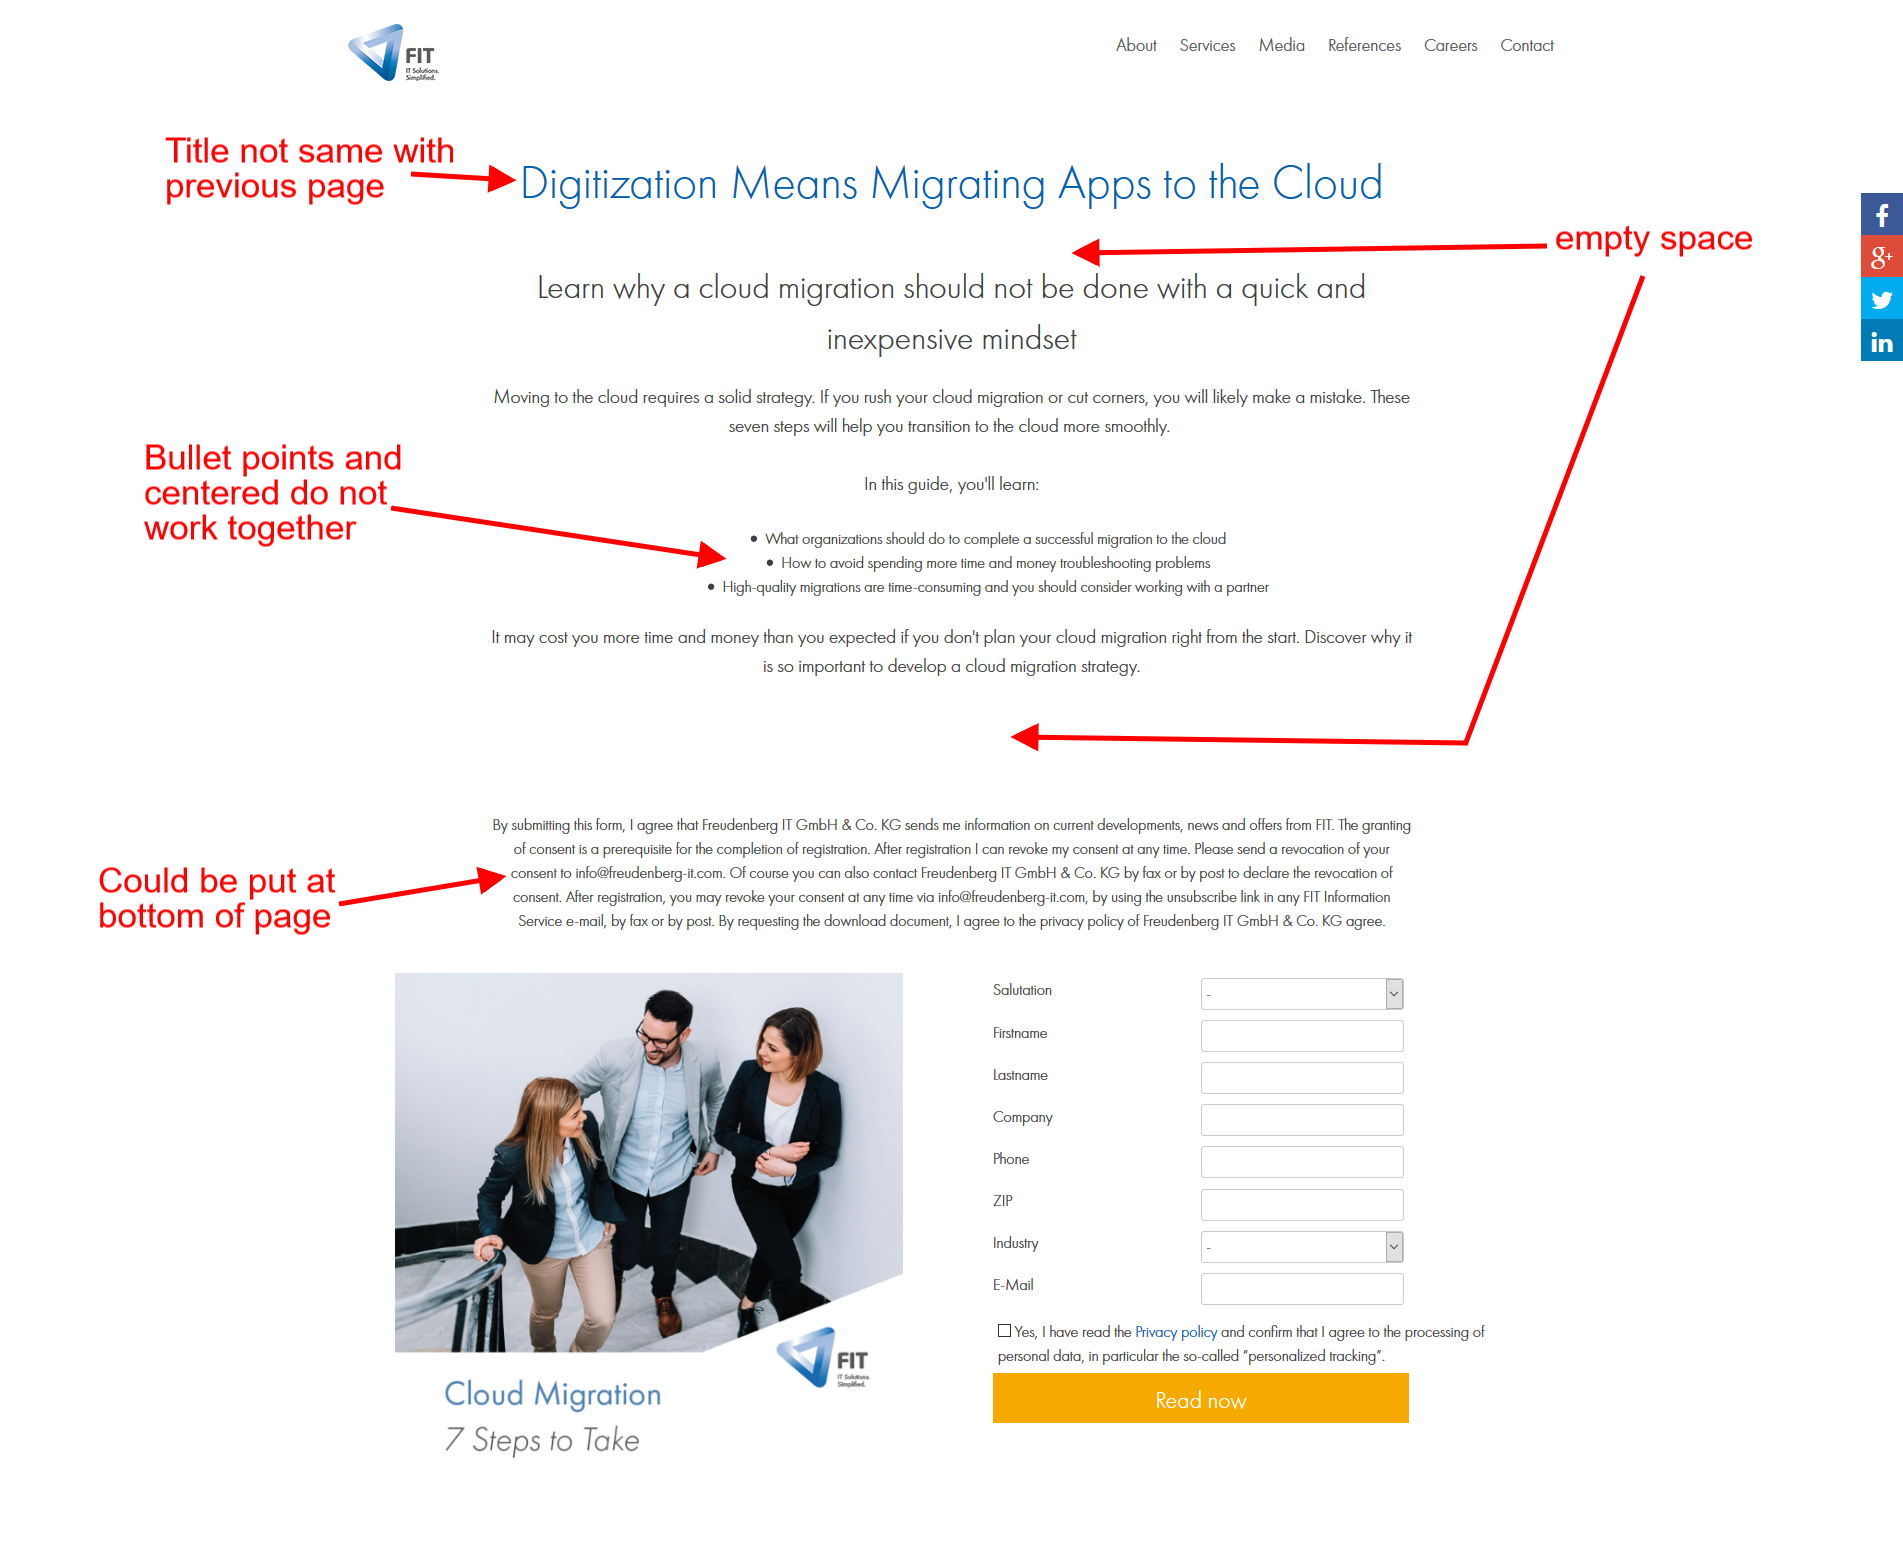 FIT
IT Solutions.
Simplified.
About Services Media References Careers Contact
Title not same with
previous page
Digitization Means Migrating Apps to the Cloud
empty space
f
g+
in
Learn why a cloud migration should not be done with a quick and
inexpensive mindset
Moving to the cloud requires a solid strategy. If you rush your cloud migration or cut corners, you will likely make a mistake. These
seven steps will help you transition to the cloud more smoothly.
Bullet points and
centered do not
work together
In this guide, you'll learn:
• What organizations should do to complete a successful migration to the cloud
• How to avoid spending more time and money troubleshooting problems
• High-quality migrations are time-consuming and you should consider working with a partner
It may cost you more time and money than you expected if you don't plan your cloud migration right from the start. Discover why it
is so important to develop a cloud migration strategy.
Could be put at
bottom of page
By submitting this form, I agree that Freudenberg IT GmbH & Co. KG sends me information on current developments, news and offers from FIT. The granting
of consent is a prerequisite for the completion of registration. After registration I can revoke my consent at any time. Please send a revocation of your
consent to info@freudenberg-it.com. Of course you can also contact Freudenberg IT GmbH & Co. KG by fax or by post to declare the revocation of
consent. After registration, you may revoke your consent at any time via info@freudenberg-it.com, by using the unsubscribe link in any FIT Information
Service e-mail, by fax or by post. By requesting the download document, I agree to the privacy policy of Freudenberg IT GmbH & Co. KG agree.
Salutation -
Firstname
Lastname
Company
Phone
ZIP
Industry -
E-Mail
Yes, I have read the Privacy policy and confirm that I agree to the processing of
personal data, in particular the so-called "personalized tracking".
Read now
FIT
IT Solutions.
Simplified.
Cloud Migration
7 Steps to Take